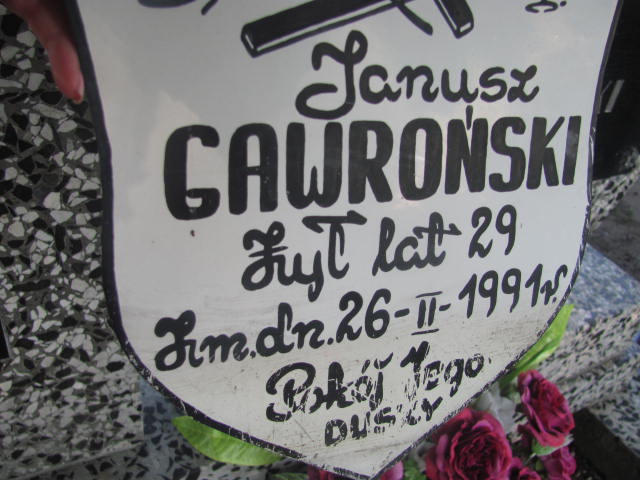 Janusz
GAWROŃSKI
Żył lat 29
Zm. dn. 26-II-1991r.
Pokój Jego
DUSZY